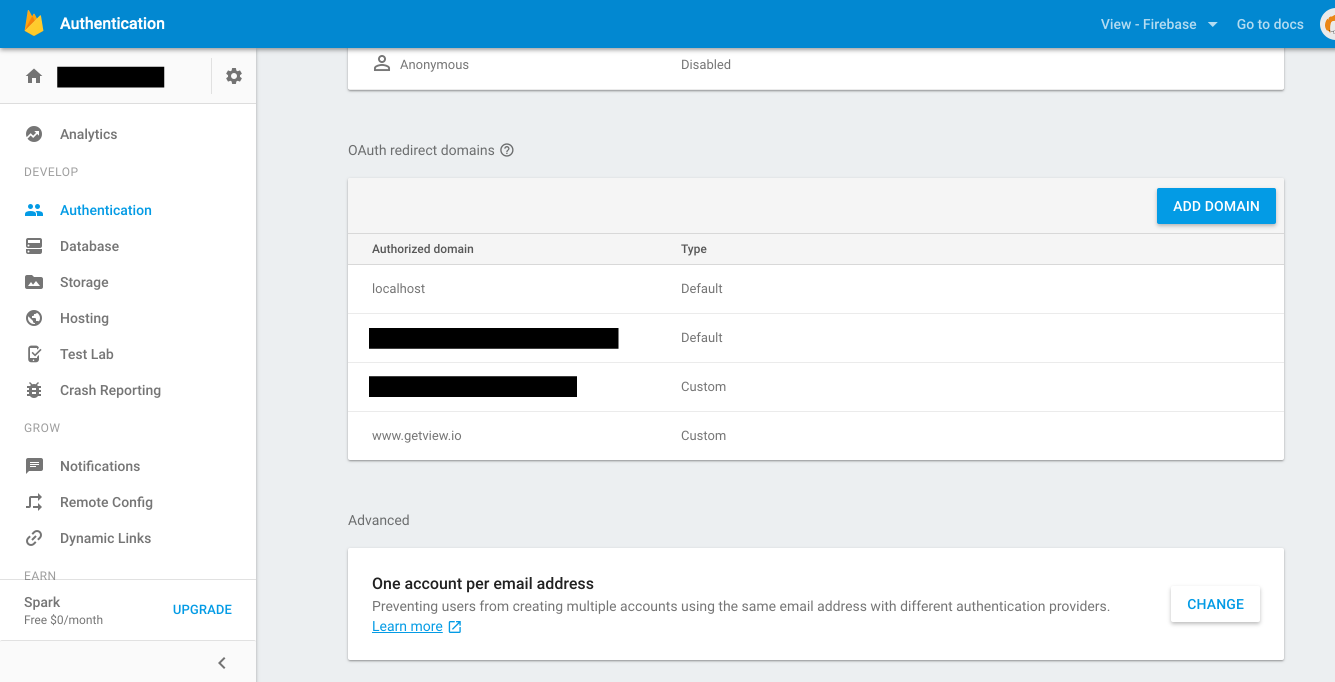 Authentication
View - Firebase
Go to docs
Analytics
DEVELOP
Authentication
Database
Storage
Hosting
Test Lab
Crash Reporting
GROW
Notifications
Remote Config
Dynamic Links
EARN
Spark
Free $0/month
UPGRADE
Anonymous Disabled
OAuth redirect domains
ADD DOMAIN
Authorized domain Type
localhost Default
Default
Custom
www.getview.io Custom
Advanced
One account per email address
Preventing users from creating multiple accounts using the same email address with different authentication providers.
Learn more
CHANGE